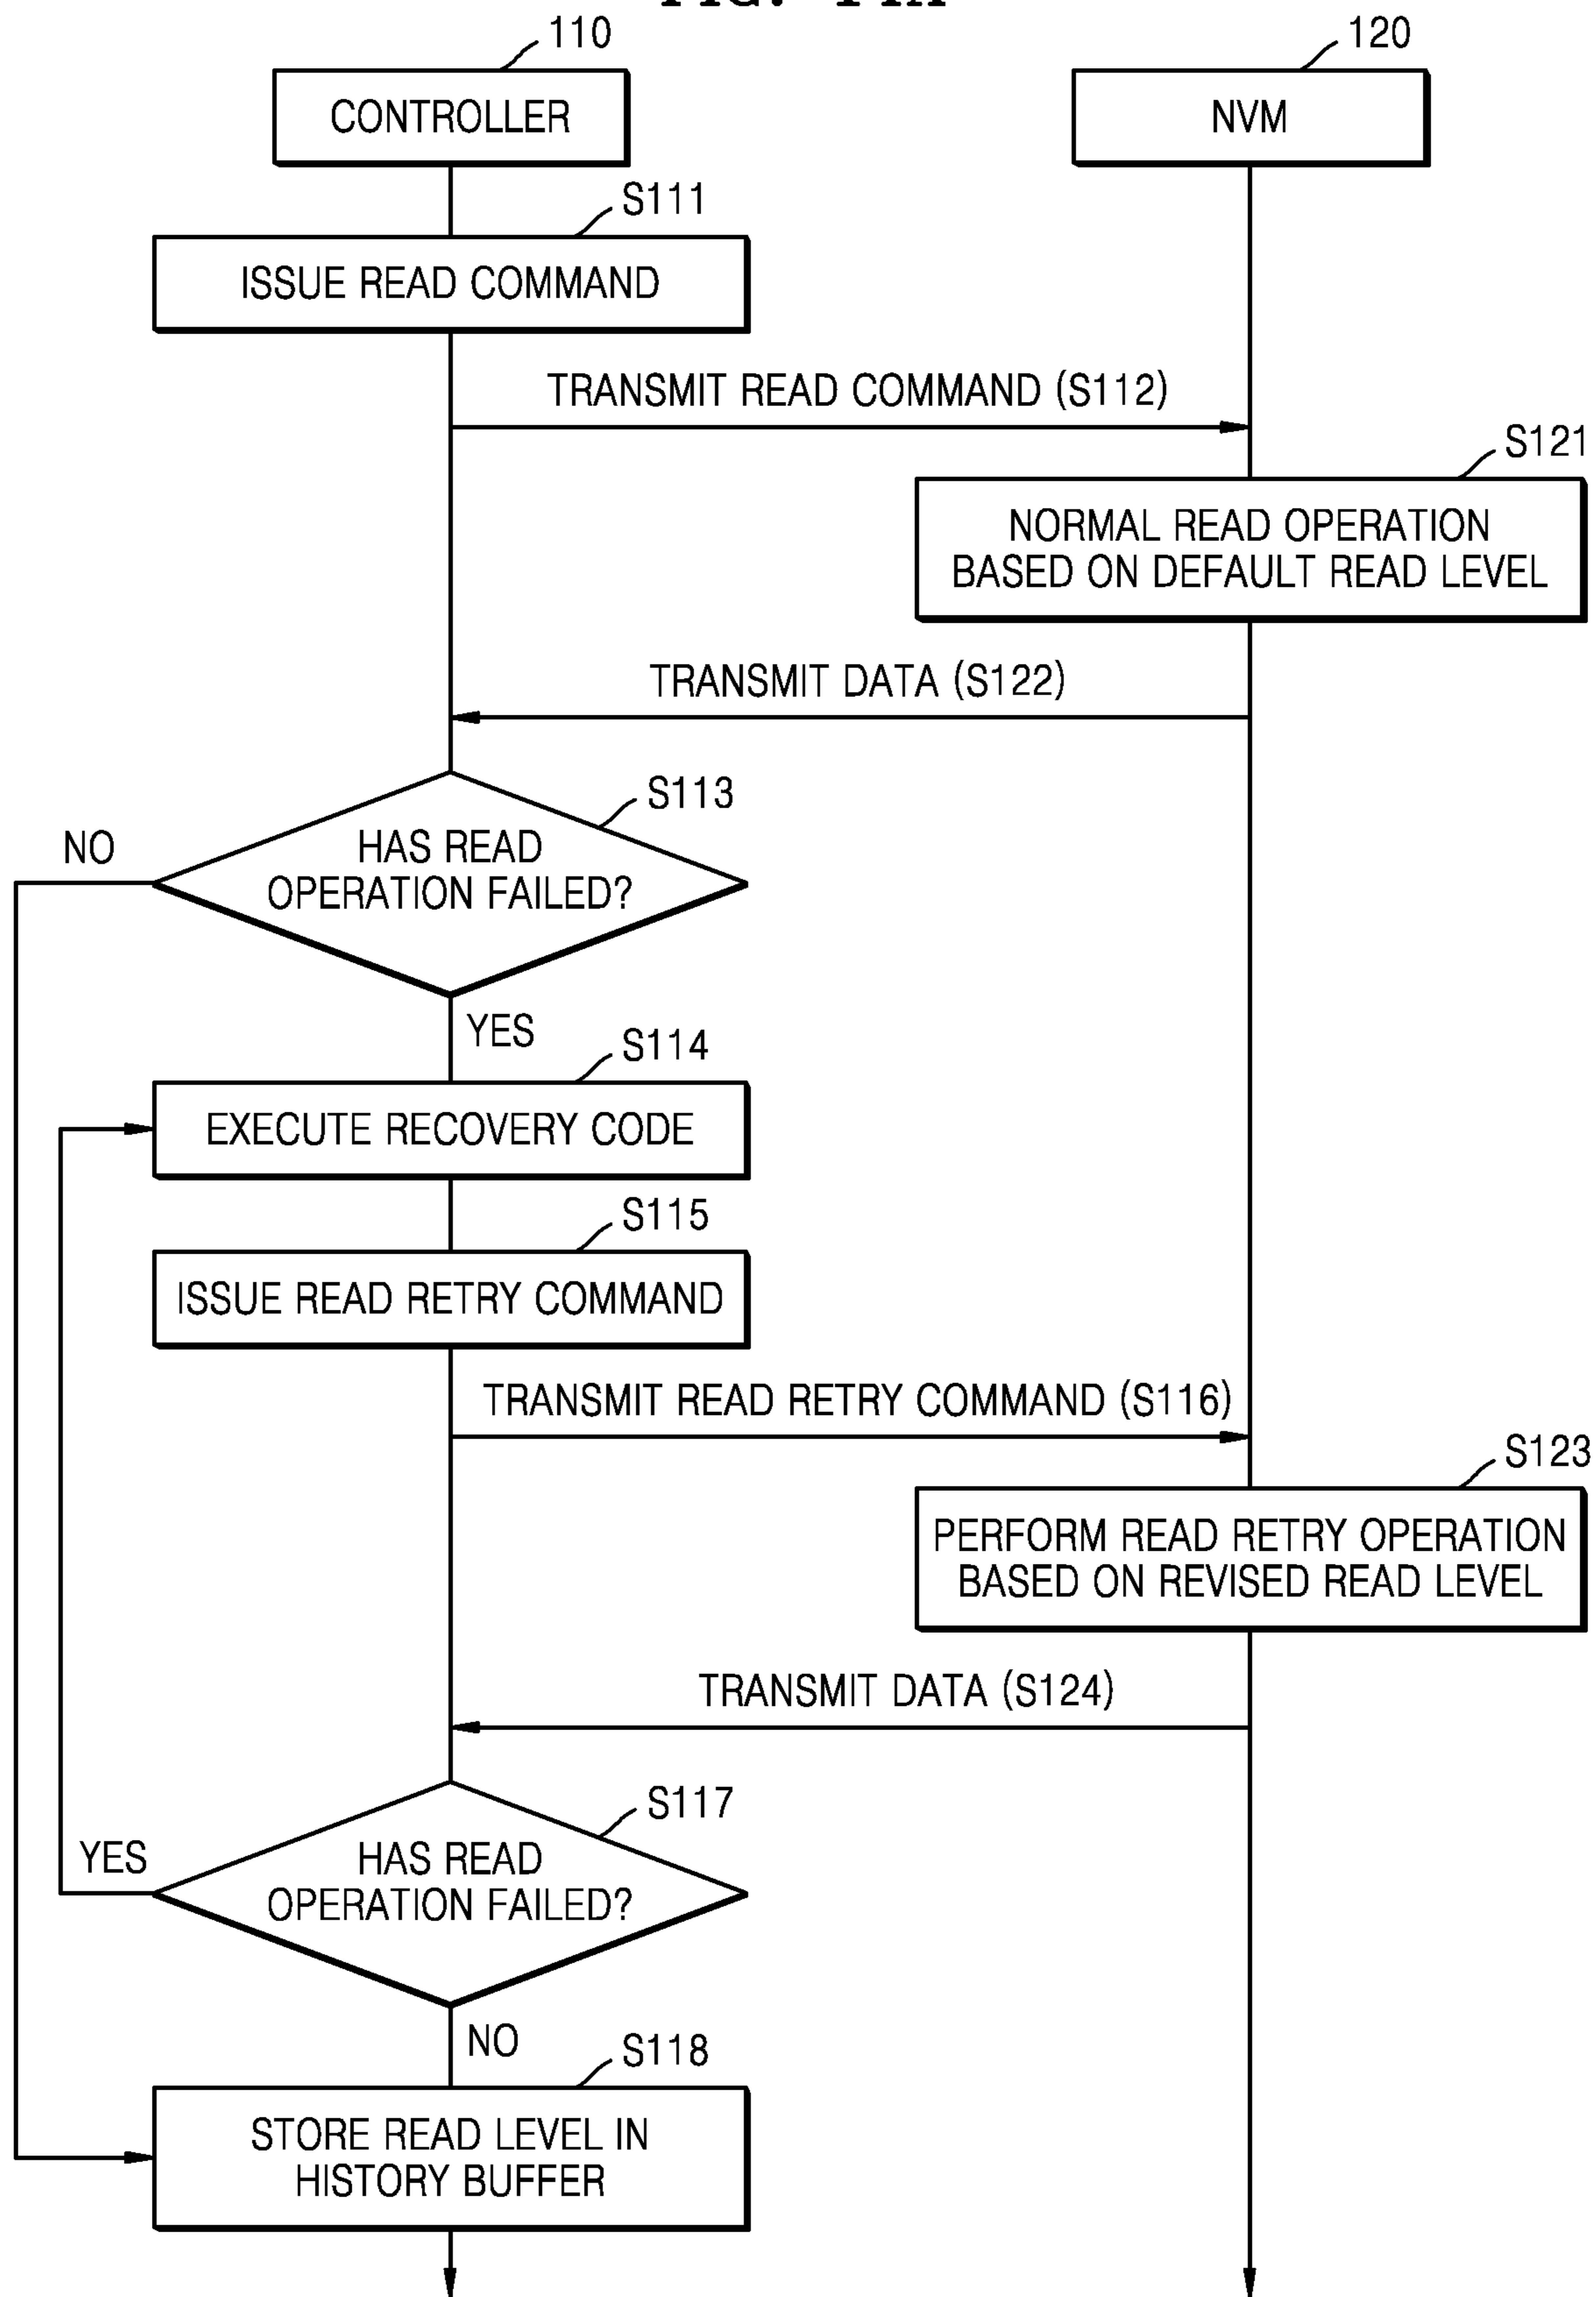 110
120
CONTROLLER
NVM
S111
ISSUE READ COMMAND
TRANSMIT READ COMMAND (S112)
S121
NORMAL READ OPERATION
BASED ON DEFAULT READ LEVEL
TRANSMIT DATA (S122)
S113
NO
HAS READ
OPERATION FAILED?
YES
S114
EXECUTE RECOVERY CODE
S115
ISSUE READ RETRY COMMAND
TRANSMIT READ RETRY COMMAND (S116)
S123
PERFORM READ RETRY OPERATION
BASED ON REVISED READ LEVEL
TRANSMIT DATA (S124)
S117
YES
HAS READ
OPERATION FAILED?
NO
S118
STORE READ LEVEL IN
HISTORY BUFFER